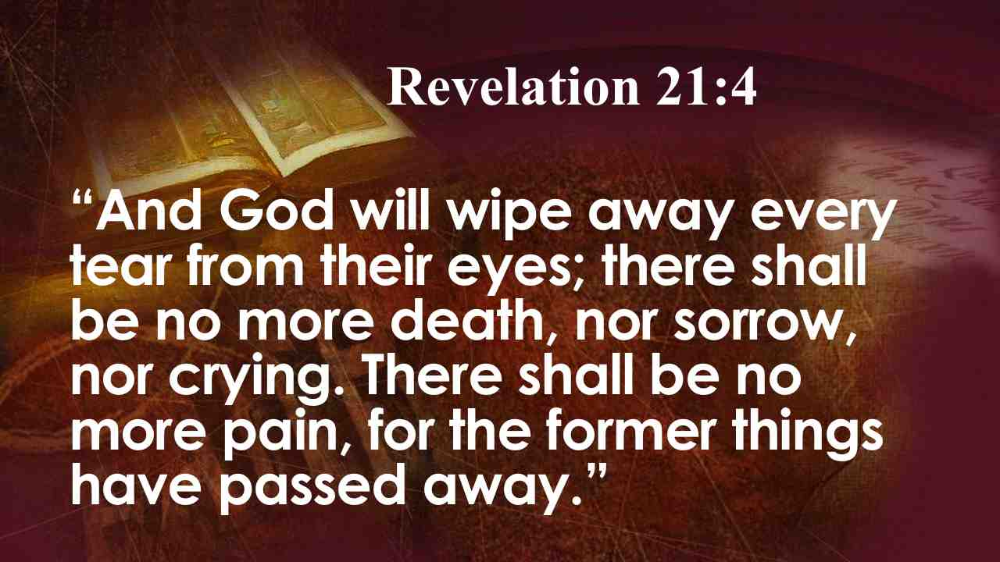 Revelation 21:4
“And God will wipe away every
tear from their eyes; there shall
be no more death, nor sorrow,
nor crying. There shall be no
more pain, for the former things
have passed away.”